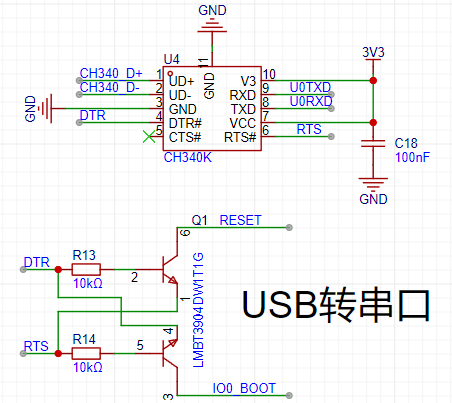 GND
U4
3V3
CH340_D+ 1 UD+ GND 11 V3 10
CH340_D- 2 UD- RXD 9 U0TXD
GND 3 GND TXD 8 U0RXD
DTR 4 DTR# VCC 7
5 CTS# RTS# 6 RTS
CH340K
C18
100nF
GND
Q1 RESET
6
DTR R13
2
10kΩ
1
LMBT3904DW1T1G
USB转串口
4
RTS R14
5
10kΩ
3
IO0_BOOT